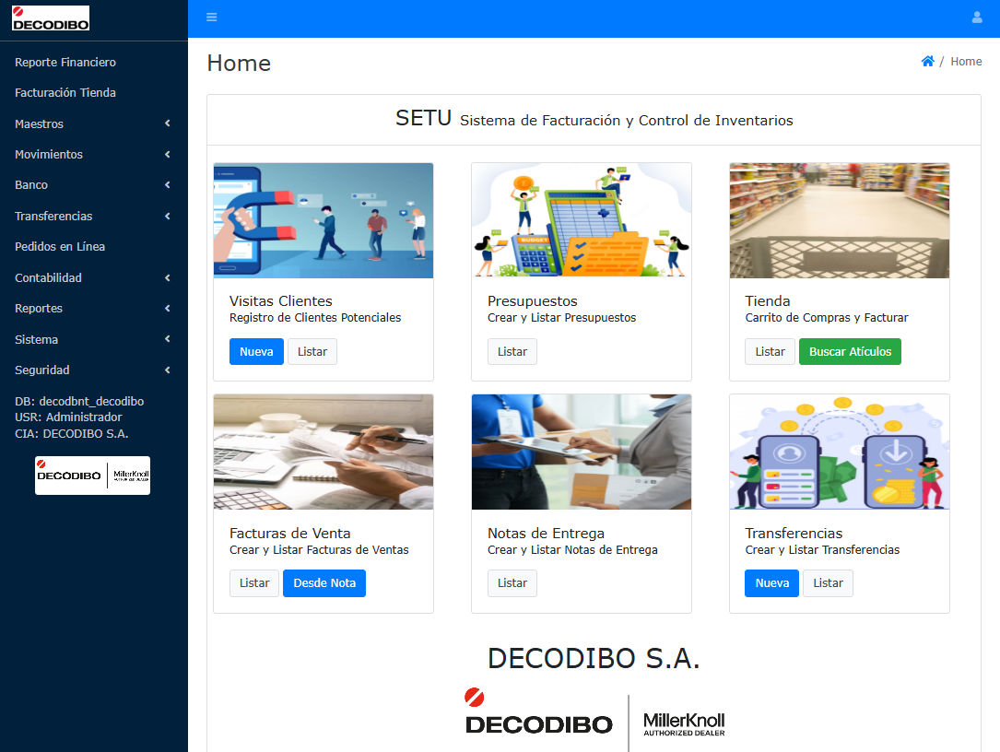 DECODIBO
Reporte Financiero
Facturación Tienda
Maestros
Movimientos
Banco
Transferencias
Pedidos en Línea
Contabilidad
Reportes
Sistema
Seguridad
DB: decodbnt_decodibo
USR: Administrador
CIA: DECODIBO S.A.
DECODIBO MillerKnoll
AUTHORIZED DEALER
Home
/ Home
SETU Sistema de Facturación y Control de Inventarios
Visitas Clientes
Registro de Clientes Potenciales
Nueva Listar
BUDGET
Presupuestos
Crear y Listar Presupuestos
Listar
Tienda
Carrito de Compras y Facturar
Listar Buscar Atículos
Facturas de Venta
Crear y Listar Facturas de Ventas
Listar Desde Nota
Notas de Entrega
Crear y Listar Notas de Entrega
Listar
Transferencias
Crear y Listar Transferencias
Nueva Listar
DECODIBO S.A.
DECODIBO MillerKnoll
AUTHORIZED DEALER